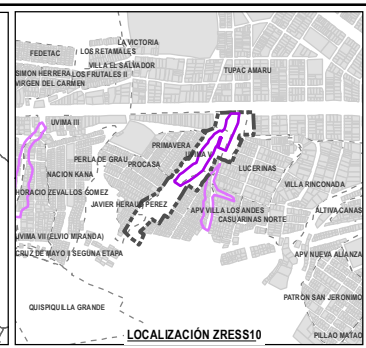 LA VICTORIA
FEDETAC
LOS RETAMALES
VILLA EL SALVADOR
SIMON HERRERA
LOS FRUTALES II
TUPAC AMARU
VIRGEN DEL CARMEN
UVIMA III
PRIMAVERA
UVIMA V
PERLA DE GRAU
PROCASA
LUCERINAS
NACION KANA
VILLA RINCONADA
HORACIO ZEVALLOS GOMEZ
JAVIER HERAUD PEREZ
APV VILLA LOS ANDES
ALTIVA CANAS
CASUARINAS NORTE
UVIMA VII (ELVIO MIRANDA)
CRUZ DE MAYO II SEGUNA ETAPA
APV NUEVA ALIANZA
PATRON SAN JERONIMO
QUISPIQUILLA GRANDE
PILLAO MATAO
LOCALIZACIÓN ZRESS10